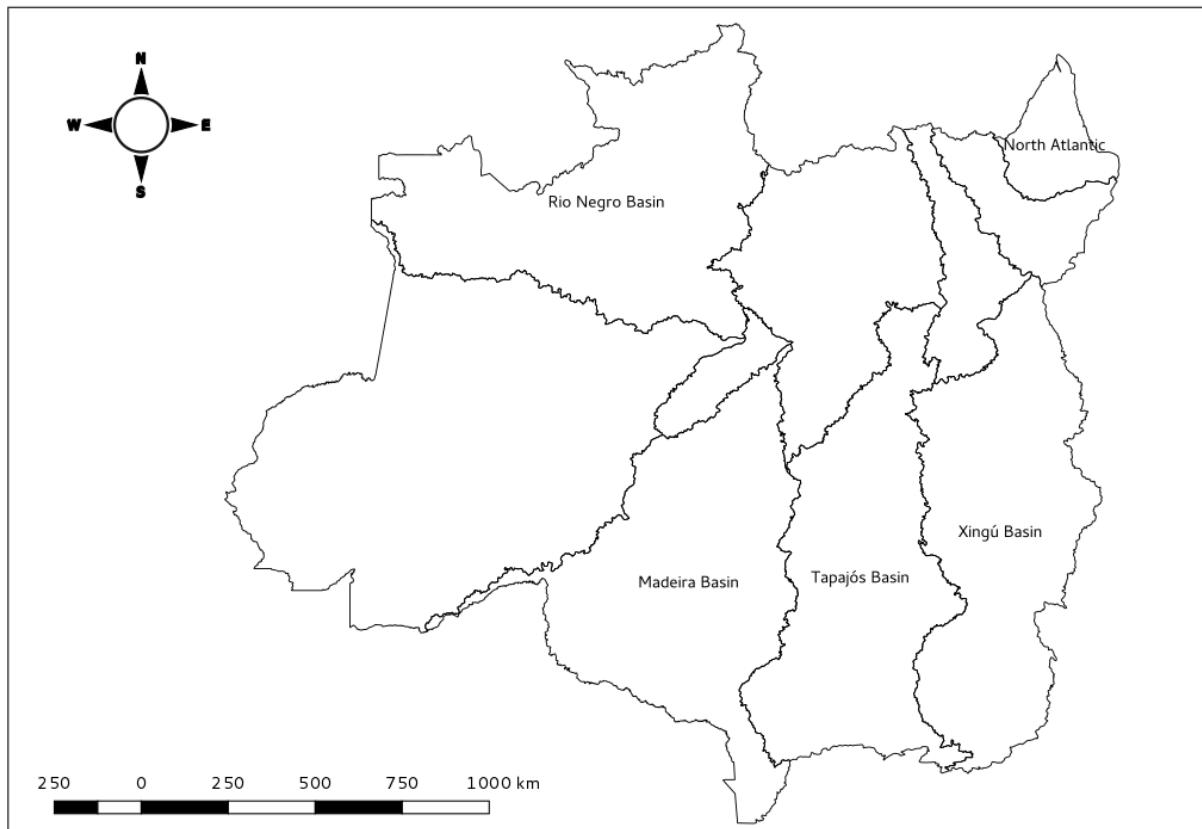 N
W E
S
North Atlantic
Rio Negro Basin
Xingú Basin
Tapajós Basin
Madeira Basin
250 0 250 500 750 1000 km